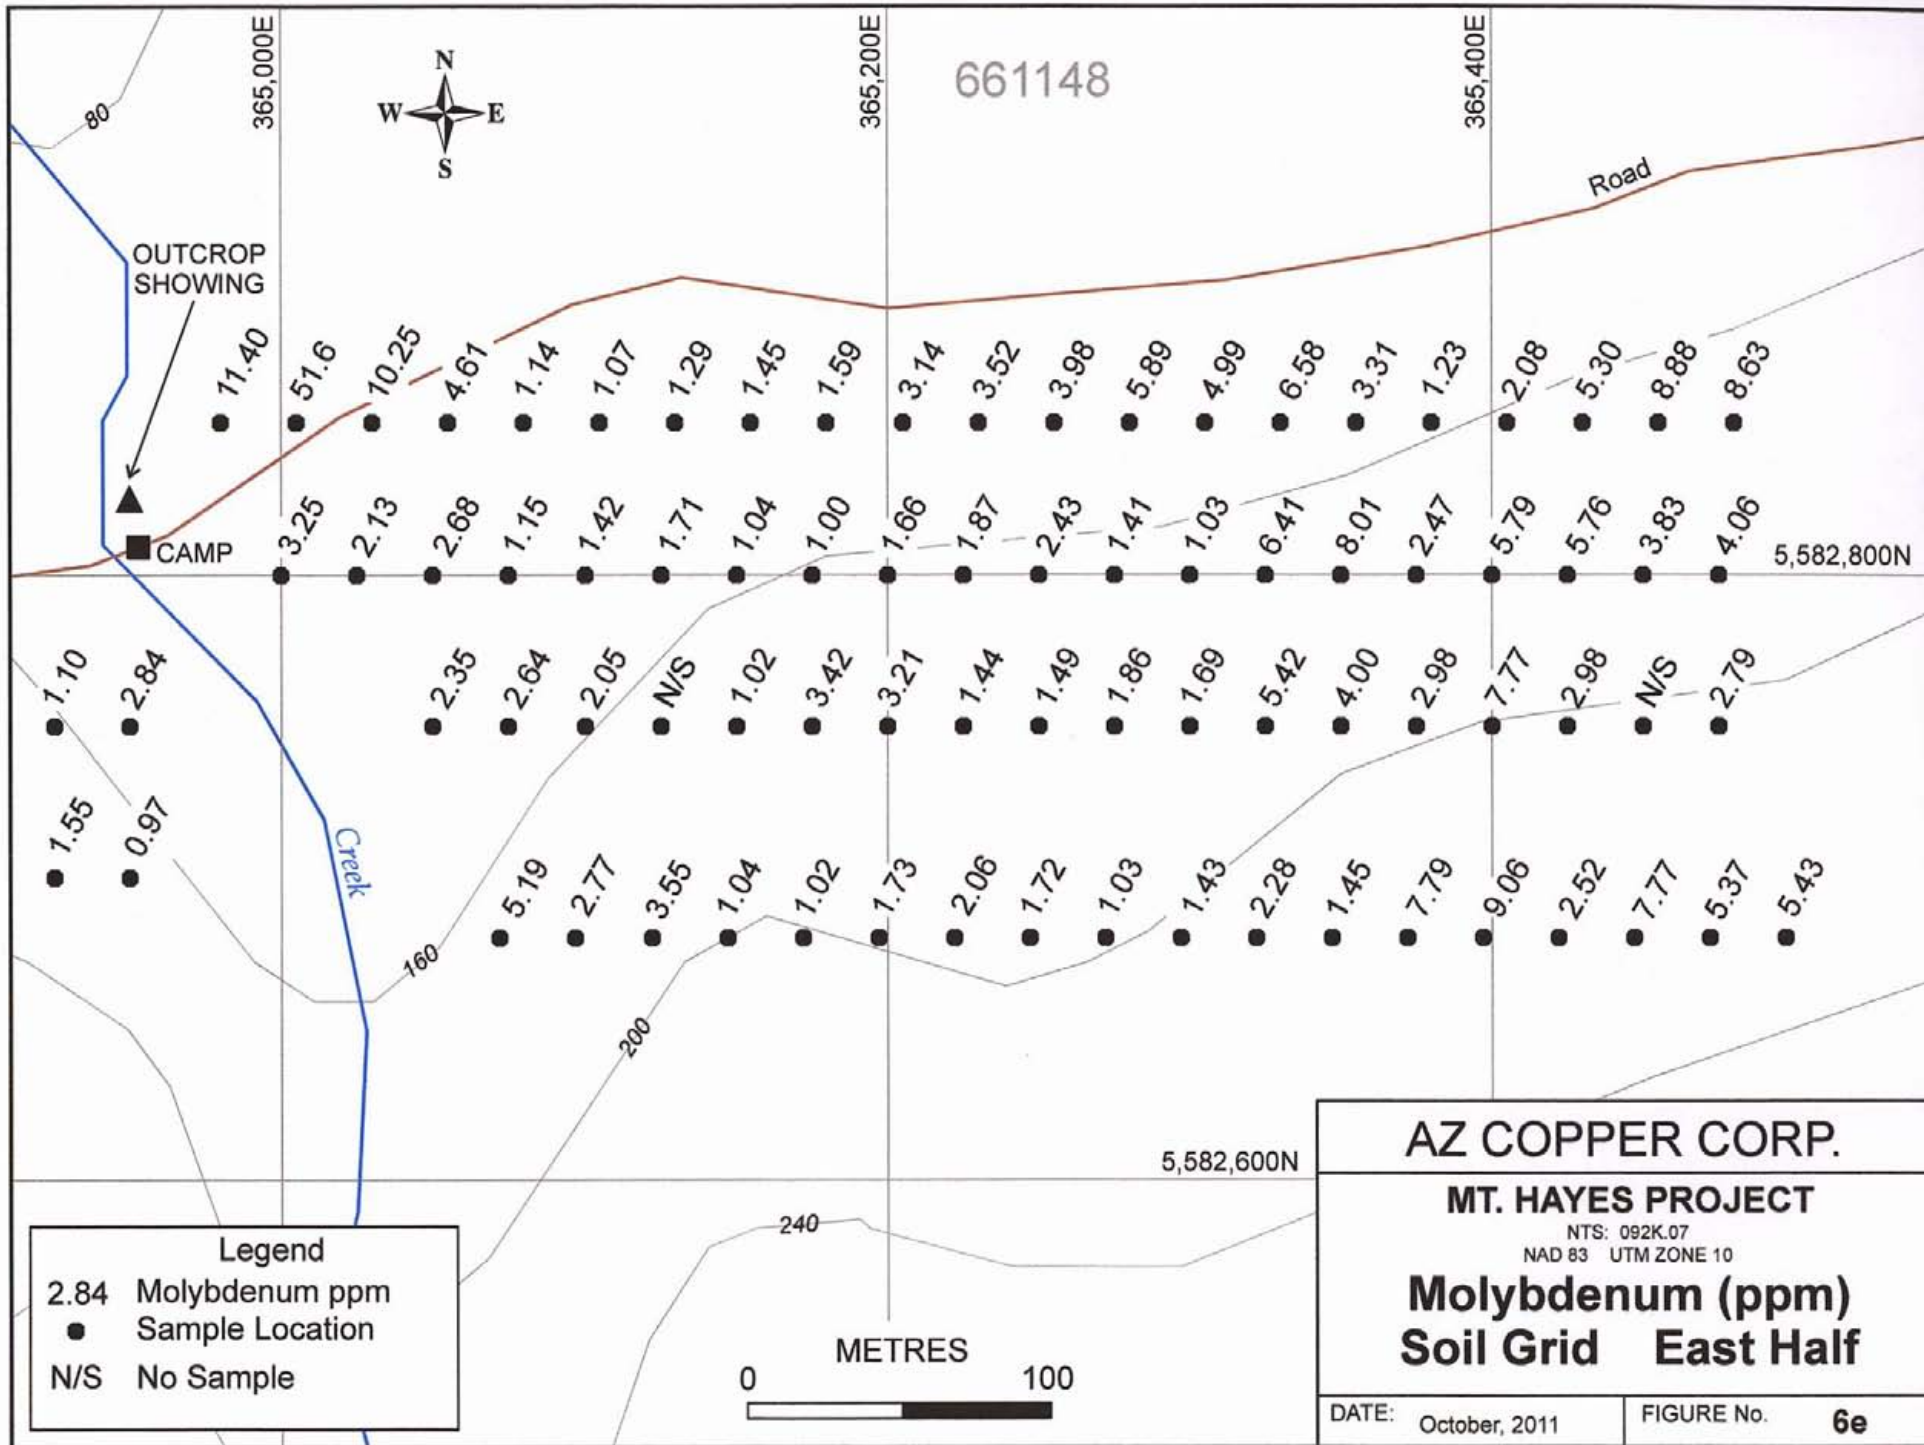 365,000E
365,200E
365,400E
N
W E
S
661148
80
Road
OUTCROP
SHOWING
11.40 51.6 10.25 4.61 1.14 1.07 1.29 1.45 1.59 3.14 3.52 3.98 5.89 4.99 6.58 3.31 1.23 2.08 5.30 8.88 8.63
CAMP
3.25 2.13 2.68 1.15 1.42 1.71 1.04 1.00 1.66 1.87 2.43 1.41 1.03 6.41 8.01 2.47 5.79 5.76 3.83 4.06
5,582,800N
1.10 2.84 2.35 2.64 2.05 N/S 1.02 3.42 3.21 1.44 1.49 1.86 1.69 5.42 4.00 2.98 7.77 2.98 N/S 2.79
1.55 0.97
Creek
5.19 2.77 3.55 1.04 1.02 1.73 2.06 1.72 1.03 1.43 2.28 1.45 7.79 9.06 2.52 7.77 5.37 5.43
160
200
5,582,600N
240
Legend
2.84 Molybdenum ppm
Sample Location
N/S No Sample
METRES
0 100
AZ COPPER CORP.
MT. HAYES PROJECT
NTS: 092K.07
NAD 83 UTM ZONE 10
Molybdenum (ppm)
Soil Grid East Half
DATE: October, 2011
FIGURE No. 6e